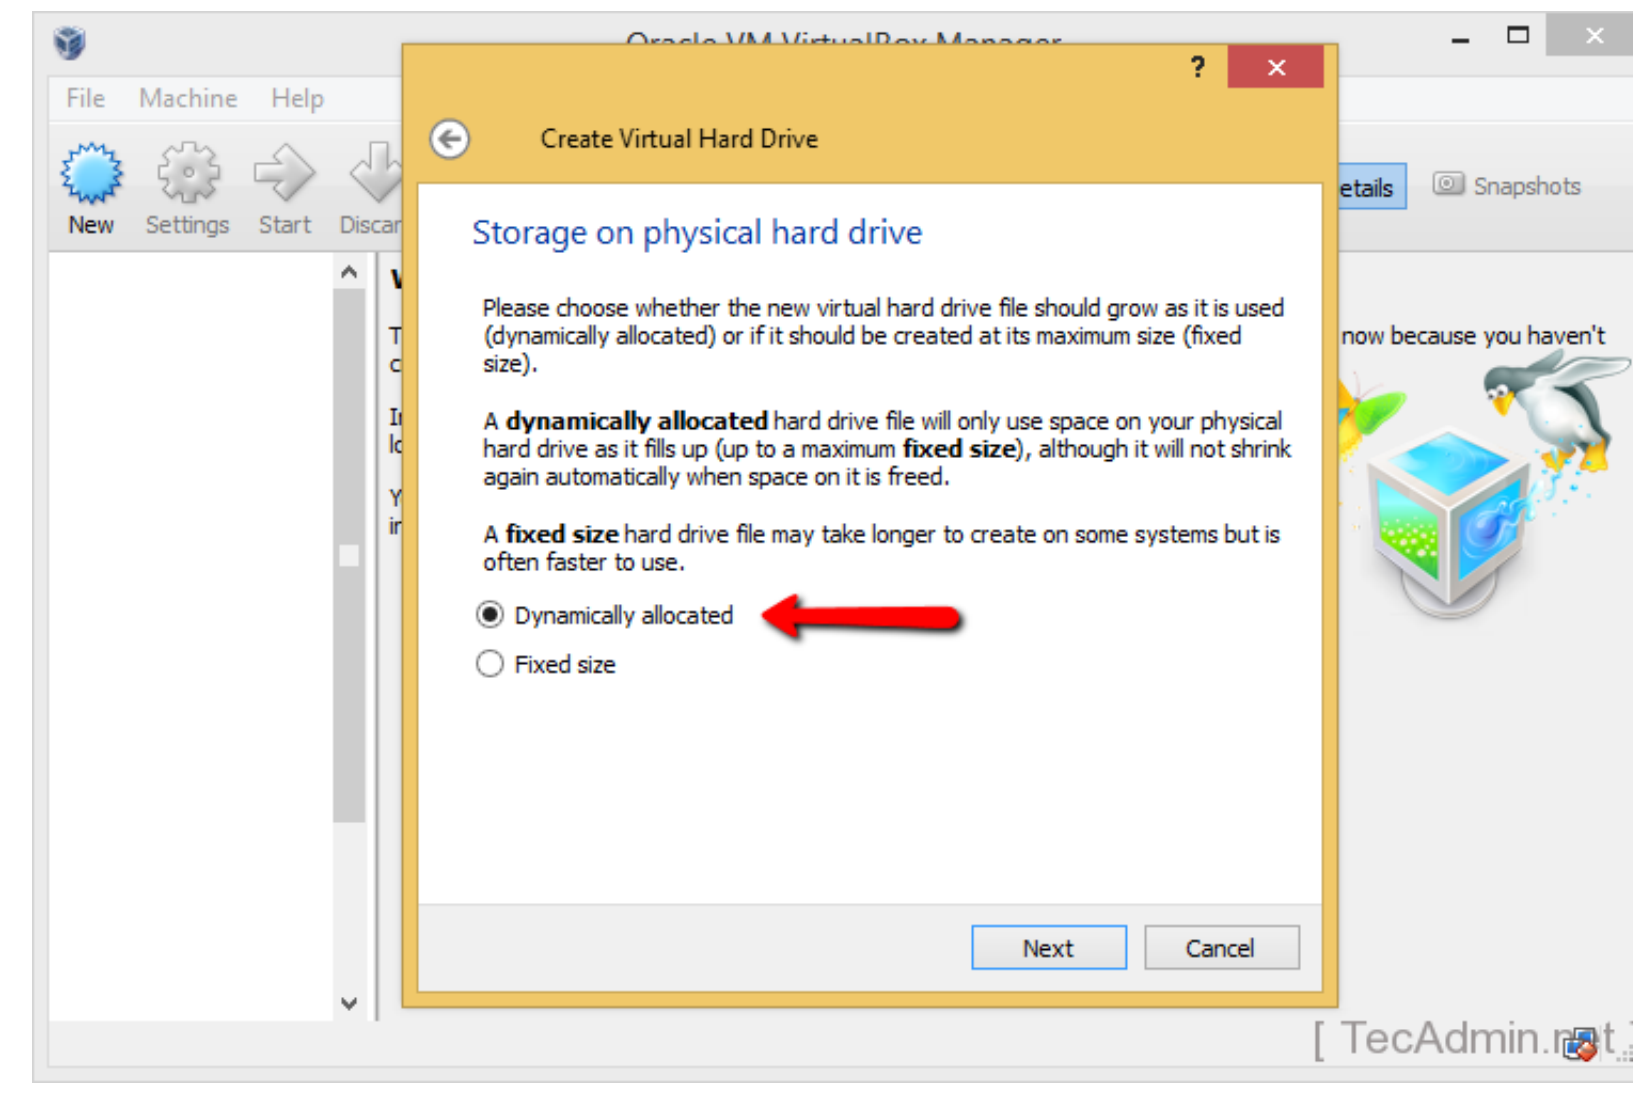 Oracle VM VirtualBox Manager
?
File Machine Help
Create Virtual Hard Drive
New Settings Start
Snapshots
Storage on physical hard drive
Please choose whether the new virtual hard drive file should grow as it is used
(dynamically allocated) or if it should be created at its maximum size (fixed
size).
now because you haven't
A dynamically allocated hard drive file will only use space on your physical
hard drive as it fills up (up to a maximum fixed size), although it will not shrink
again automatically when space on it is freed.
A fixed size hard drive file may take longer to create on some systems but is
often faster to use.
Dynamically allocated
Fixed size
Next Cancel
[ TecAdmin.net ]